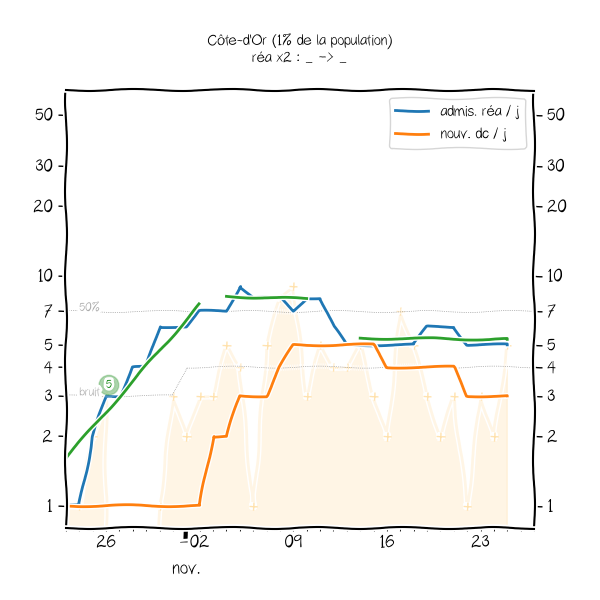 Côte-d'Or (1% de la population)
réa x2 : _ -> _
admis. réa / j
nouv. dc / j
50 50
30 30
20 20
10 10
50%
7 7
5 5
4 4
5
bruit
3 3
2 2
1 1
26 02 09 16 23
nov.